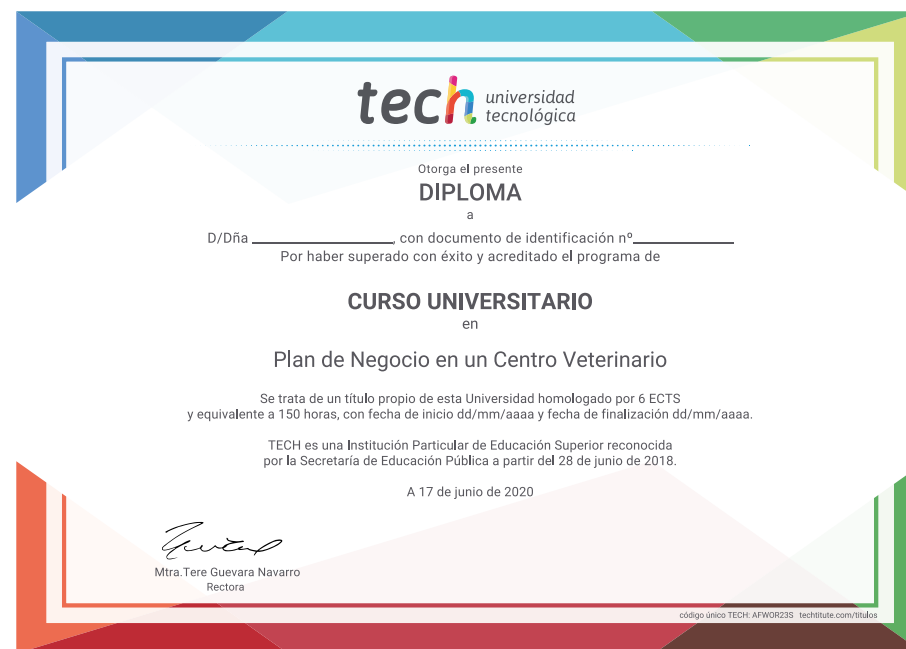 tech universidad
tecnológica
Otorga el presente
DIPLOMA
a
D/Dña ____________, con documento de identificación nº____________
Por haber superado con éxito y acreditado el programa de
CURSO UNIVERSITARIO
en
Plan de Negocio en un Centro Veterinario
Se trata de un título propio de esta Universidad homologado por 6 ECTS
y equivalente a 150 horas, con fecha de inicio dd/mm/aaaa y fecha de finalización dd/mm/aaaa.
TECH es una Institución Particular de Educación Superior reconocida
por la Secretaría de Educación Pública a partir del 28 de junio de 2018.
A 17 de junio de 2020
Mtra.Tere Guevara Navarro
Rectora
código único TECH: AFWOR23S techtitute.com/titulos